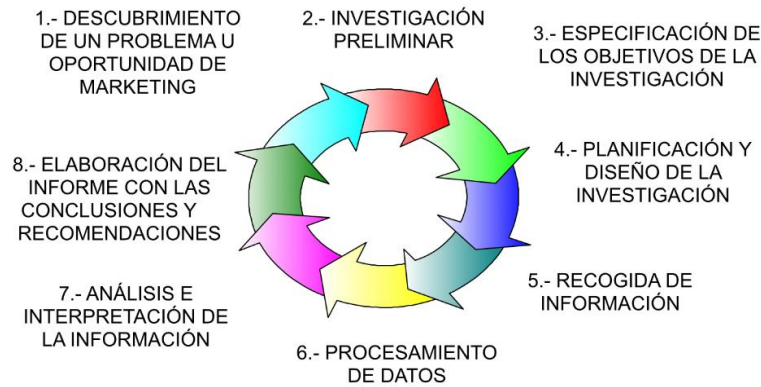 1.- DESCUBRIMIENTO
DE UN PROBLEMA U
OPORTUNIDAD DE
MARKETING
2.- INVESTIGACIÓN
PRELIMINAR
3.- ESPECIFICACIÓN DE
LOS OBJETIVOS DE LA
INVESTIGACIÓN
4.- PLANIFICACIÓN Y
DISEÑO DE LA
INVESTIGACIÓN
5.- RECOGIDA DE
INFORMACIÓN
6.- PROCESAMIENTO
DE DATOS
7.- ANÁLISIS E
INTERPRETACIÓN DE
LA INFORMACIÓN
8.- ELABORACIÓN DEL
INFORME CON LAS
CONCLUSIONES Y
RECOMENDACIONES